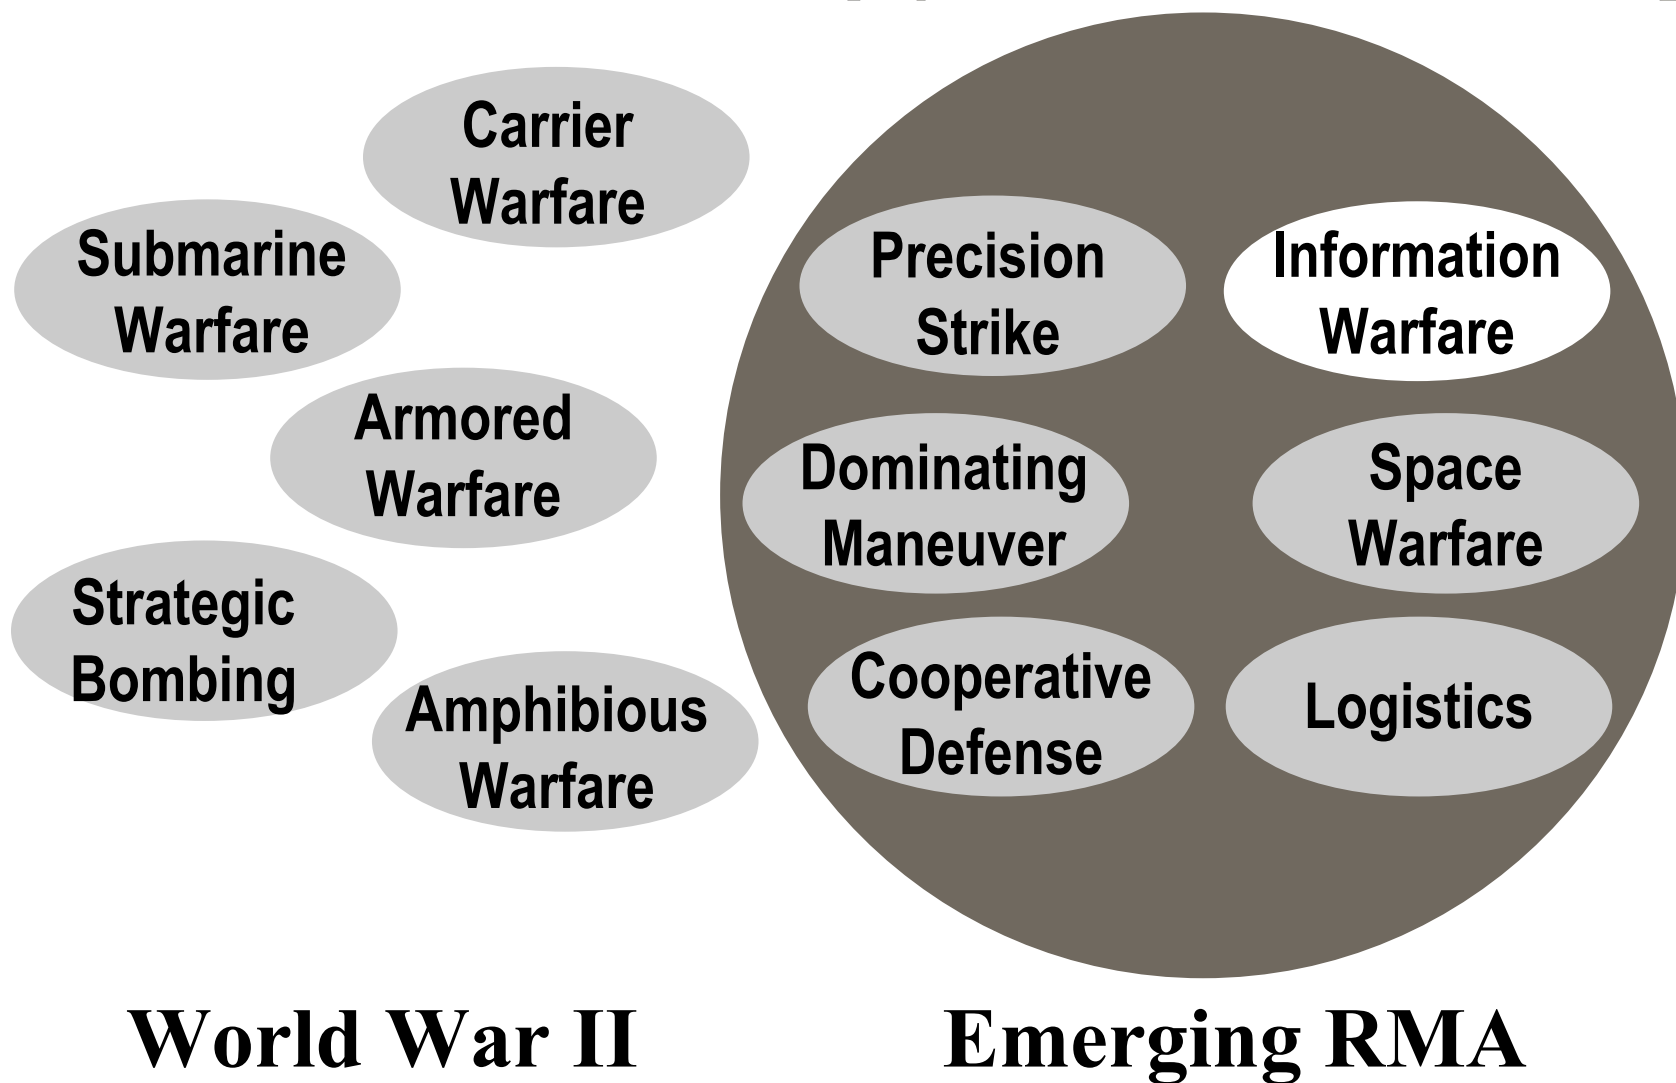 Carrier
Warfare
Submarine
Warfare
Armored
Warfare
Strategic
Bombing
Amphibious
Warfare
Precision
Strike
Information
Warfare
Dominating
Maneuver
Space
Warfare
Cooperative
Defense
Logistics
World War II
Emerging RMA